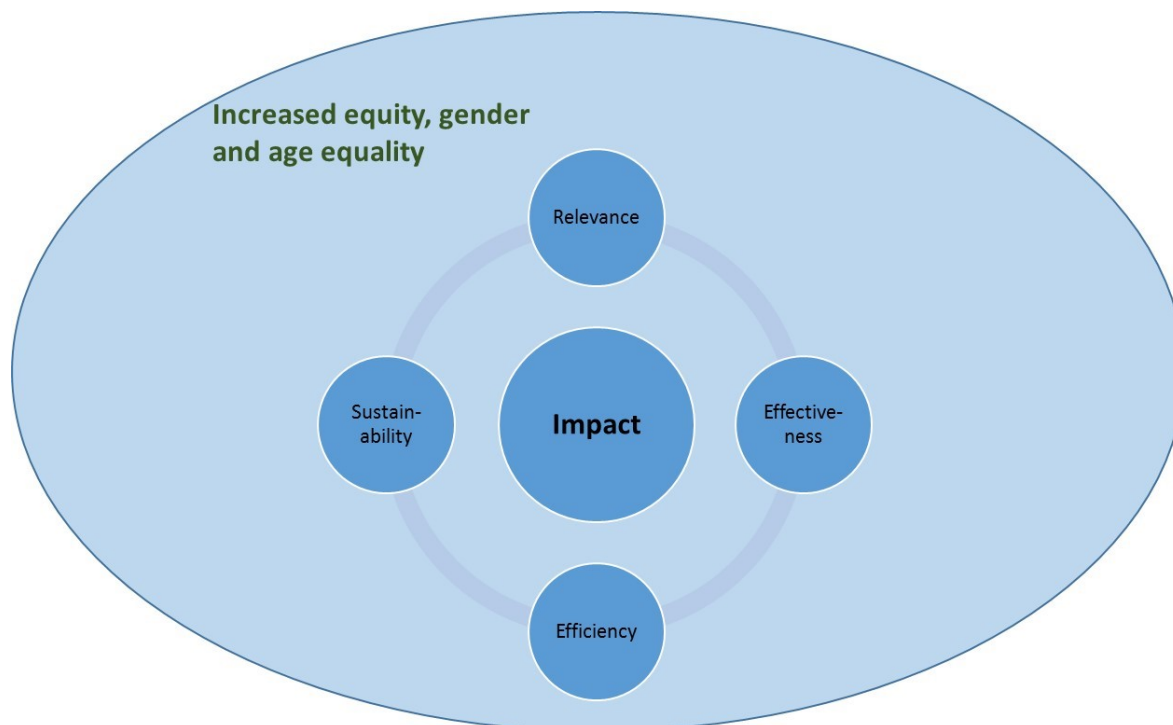 Increased equity, gender
and age equality
Relevance
Sustain-
ability
Impact
Effective-
ness
Efficiency